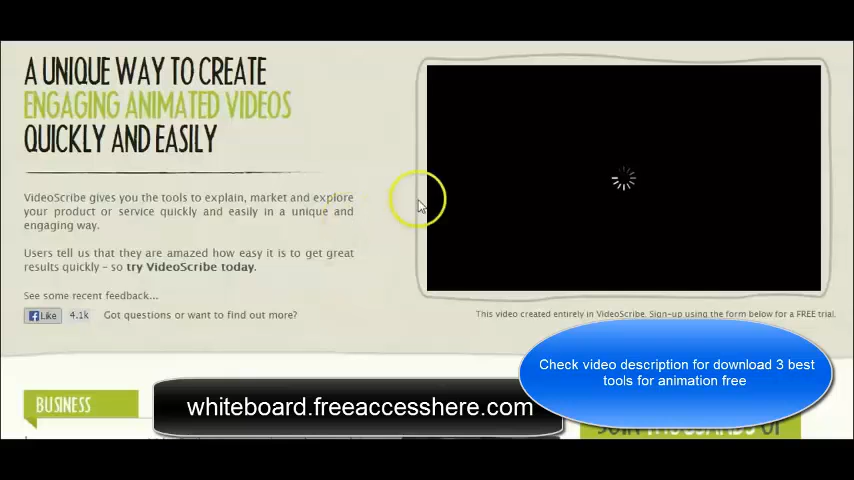 A UNIQUE WAY TO CREATE
ENGAGING ANIMATED VIDEOS
QUICKLY AND EASILY
VideoScribe gives you the tools to explain, market and explore
your product or service quickly and easily in a unique and
engaging way.
Users tell us that they are amazed how easy it is to get great
results quickly – so try VideoScribe today.
See some recent feedback...
Like 4.1k Got questions or want to find out more?
This video created entirely in VideoScribe. Sign-up using the form below for a FREE trial.
Check video description for download 3 best
tools for animation free
BUSINESS
whiteboard.freeaccesshere.com
JOIN THOUSANDS OF